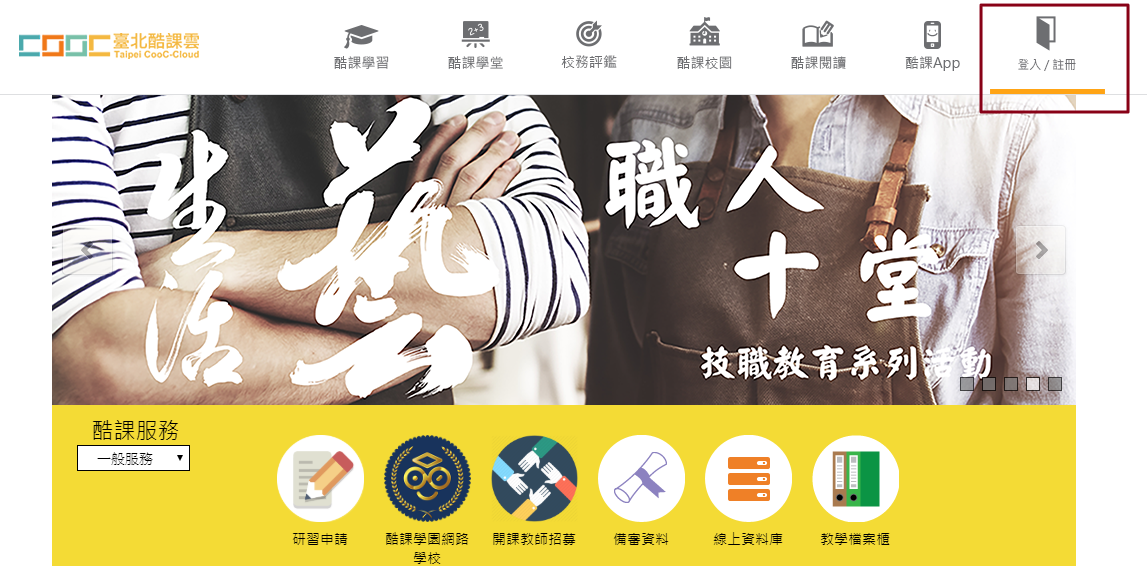 COOC 臺北酷課雲
Taipei CooC-Cloud
酷課學習
2+3
酷課學堂
校務評鑑
酷課校園
酷課閱讀
酷課App
登入 / 註冊
生活
藝
職人
十堂
技職教育系列活動
酷課服務
一般服務
研習申請
酷課學園網路
學校
開課教師招募
備審資料
線上資料庫
教學檔案櫃